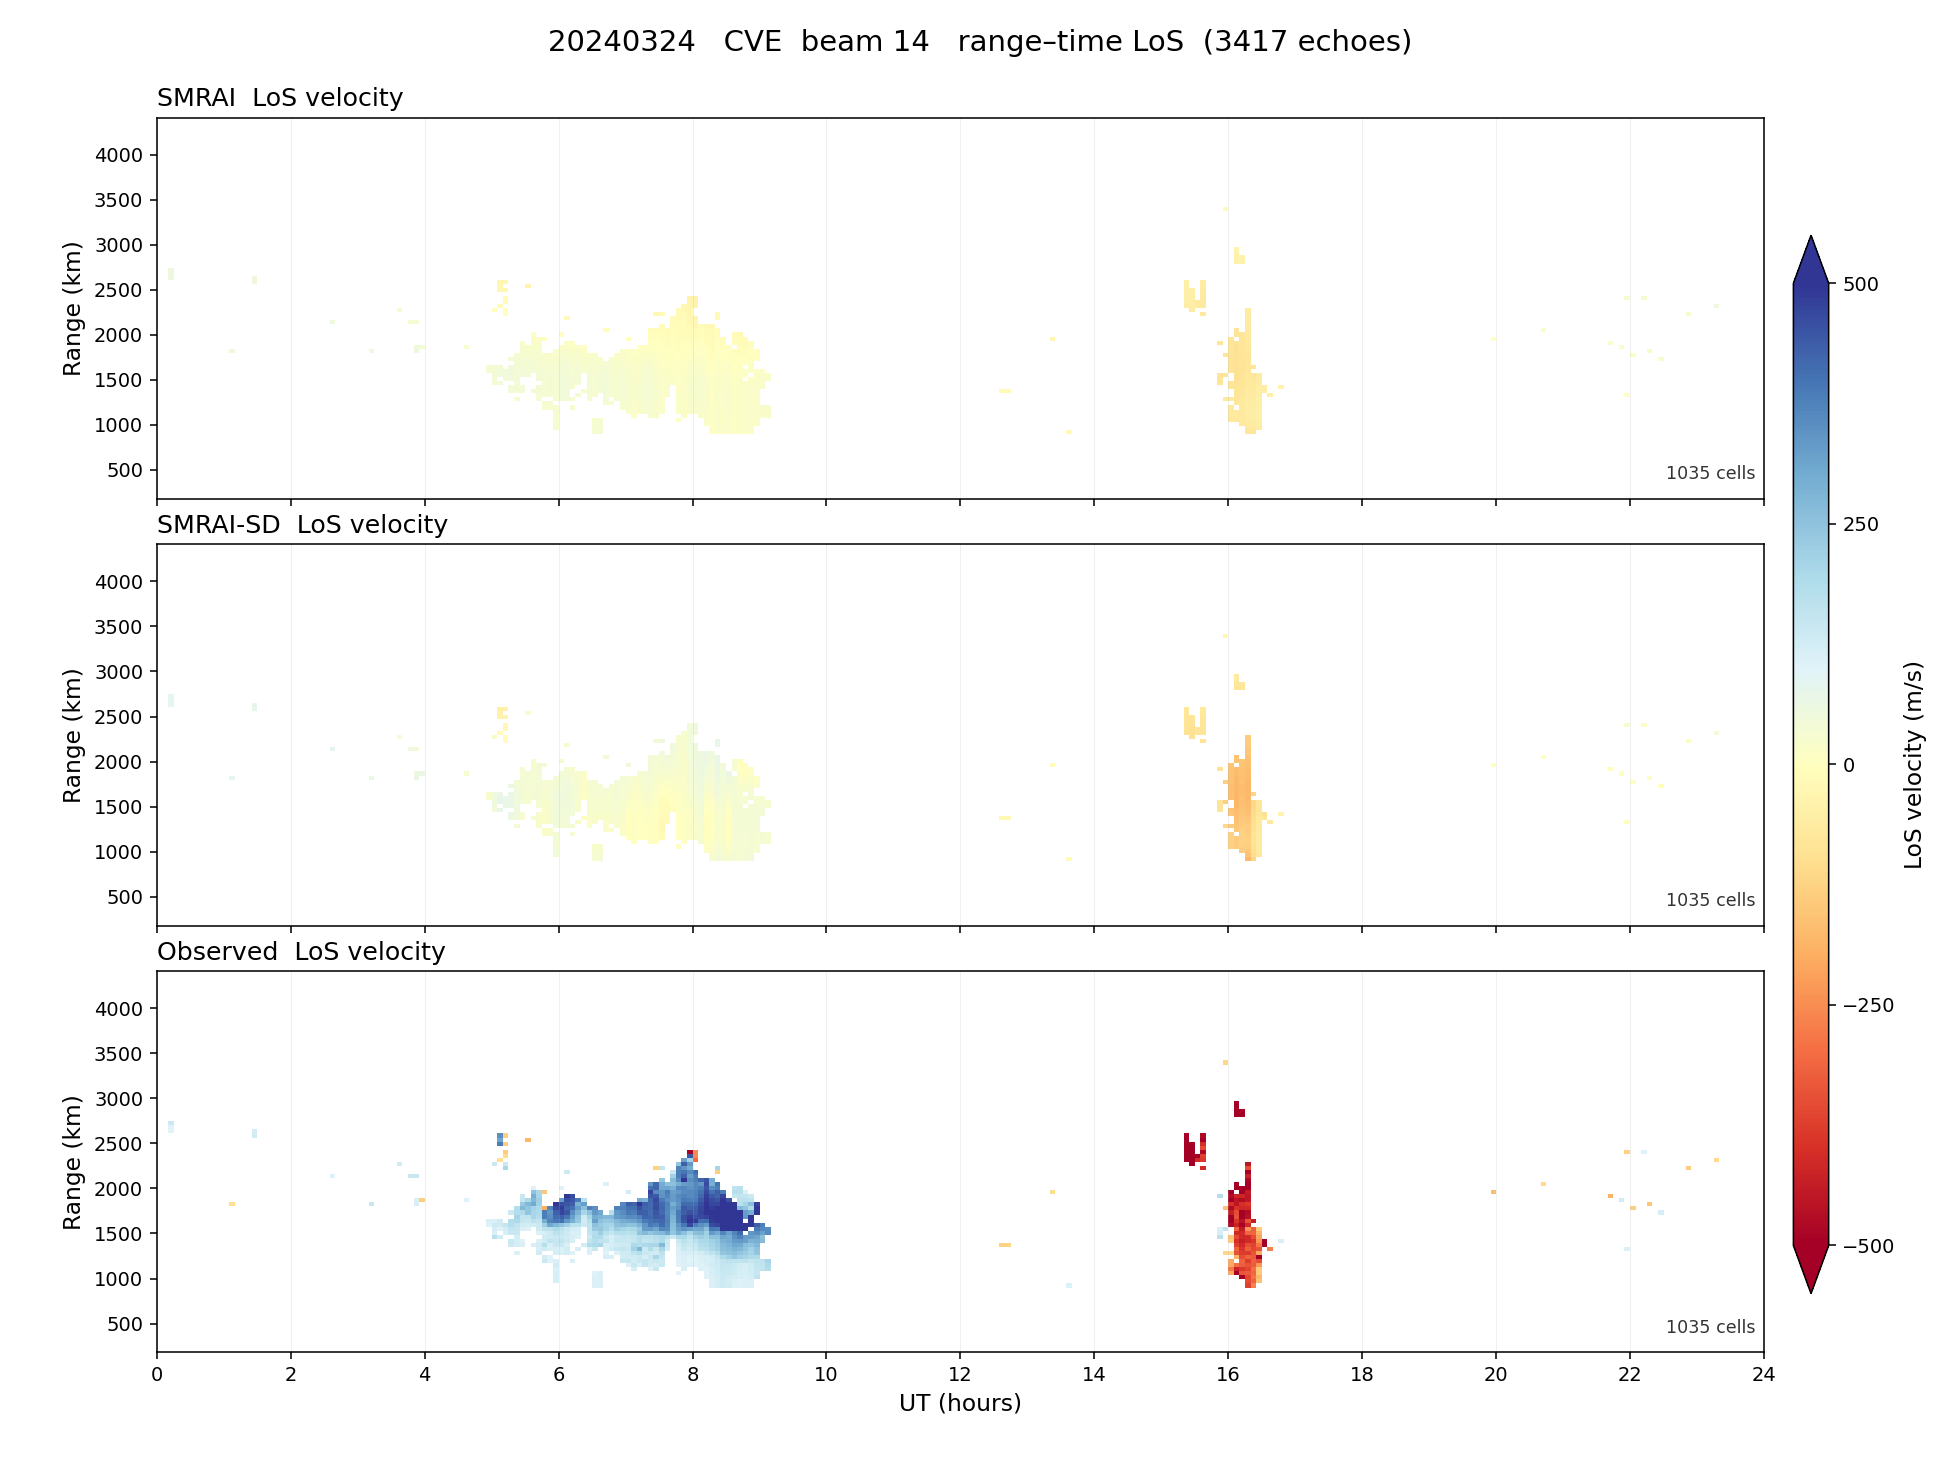 20240324 CVE beam 14 range–time LoS (3417 echoes)
SMRAI LoS velocity
4000
3500
3000
2500
2000
1500
1000
500
Range (km)
1035 cells
SMRAI-SD LoS velocity
4000
3500
3000
2500
2000
1500
1000
500
Range (km)
1035 cells
Observed LoS velocity
4000
3500
3000
2500
2000
1500
1000
500
Range (km)
1035 cells
0 2 4 6 8 10 12 14 16 18 20 22 24
UT (hours)
500
250
0
−250
−500
LoS velocity (m/s)